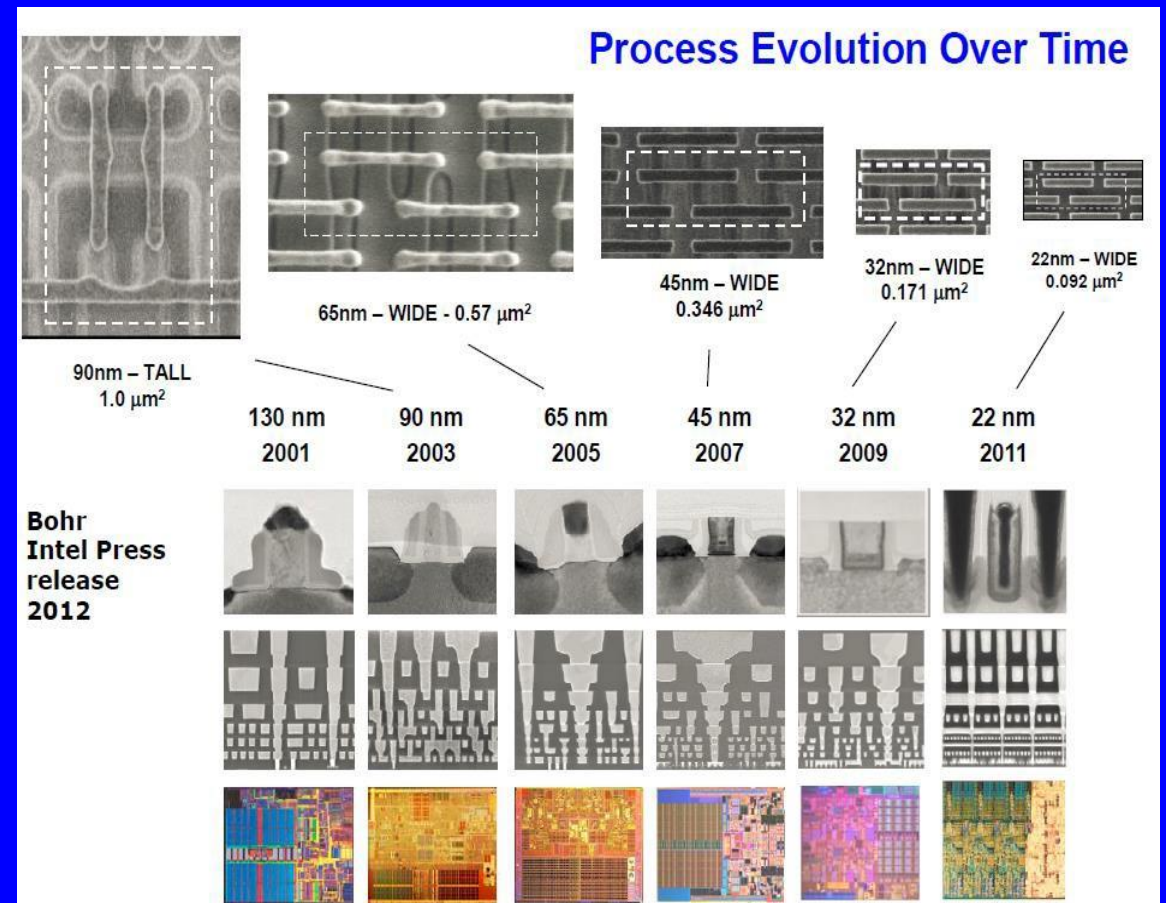 Process Evolution Over Time
90nm – TALL
1.0 μm²
65nm – WIDE - 0.57 μm²
45nm – WIDE
0.346 μm²
32nm – WIDE
0.171 μm²
22nm – WIDE
0.092 μm²
130 nm
2001
90 nm
2003
65 nm
2005
45 nm
2007
32 nm
2009
22 nm
2011
Bohr
Intel Press
release
2012